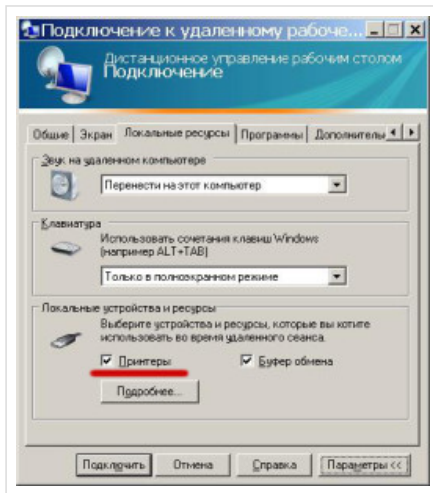 Подключение к удаленному рабоче...
Дистанционное управление рабочим столом
Подключение
Общие Экран Локальные ресурсы Программы Дополнительн
Звук на удаленном компьютере
Перенести на этот компьютер
Клавиатура
Использовать сочетания клавиш Windows
(например ALT+TAB)
Только в полноэкранном режиме
Локальные устройства и ресурсы
Выберите устройства и ресурсы, которые вы хотите
использовать во время удаленного сеанса.
Принтеры Буфер обмена
Подробнее...
Подключить Отмена Справка Параметры <<